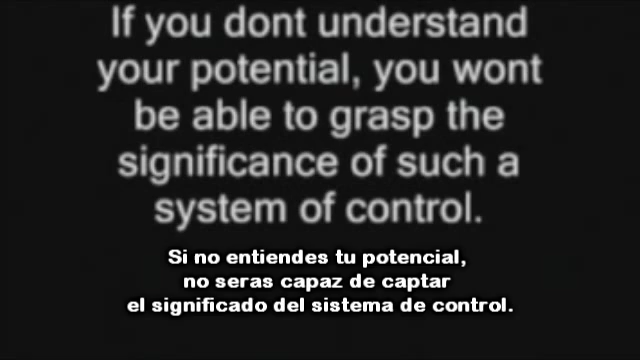 If you dont understand
your potential, you wont
be able to grasp the
significance of such a
system of control.
Si no entiendes tu potencial,
no seras capaz de captar
el significado del sistema de control.